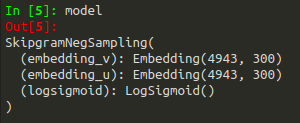 In [5]: model
Out[5]:
SkipgramNegSampling(
  (embedding_v): Embedding(4943, 300)
  (embedding_u): Embedding(4943, 300)
  (logsigmoid): LogSigmoid()
)